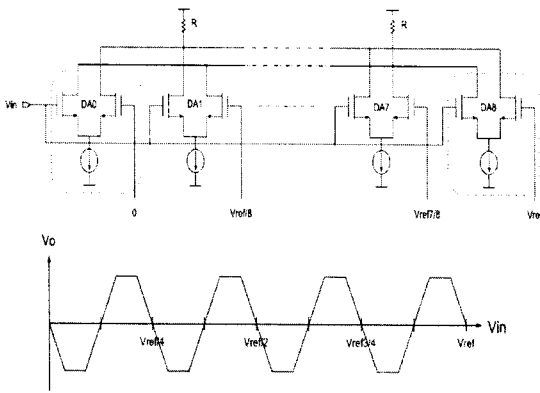 R R
DA0 DA1 DA7 DA8
Vin
0 Vref/8 Vref7/8 Vre
Vo
Vref/4 Vref/2 Vref3/4 Vref Vin